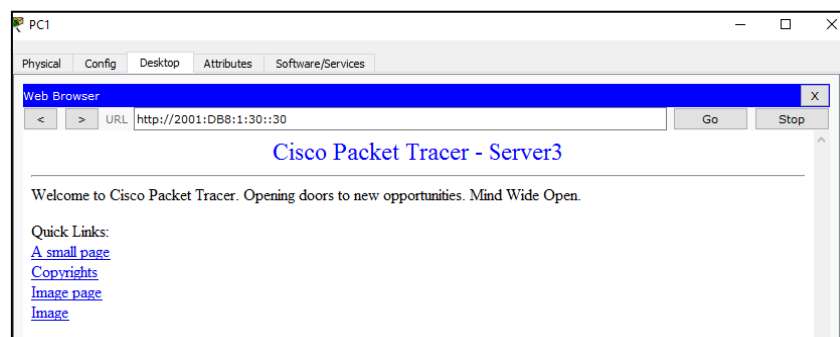 PC1
Physical Config Desktop Attributes Software/Services
Web Browser X
< > URL http://2001:DB8:1:30::30 Go Stop
Cisco Packet Tracer - Server3
Welcome to Cisco Packet Tracer. Opening doors to new opportunities. Mind Wide Open.
Quick Links:
A small page
Copyrights
Image page
Image